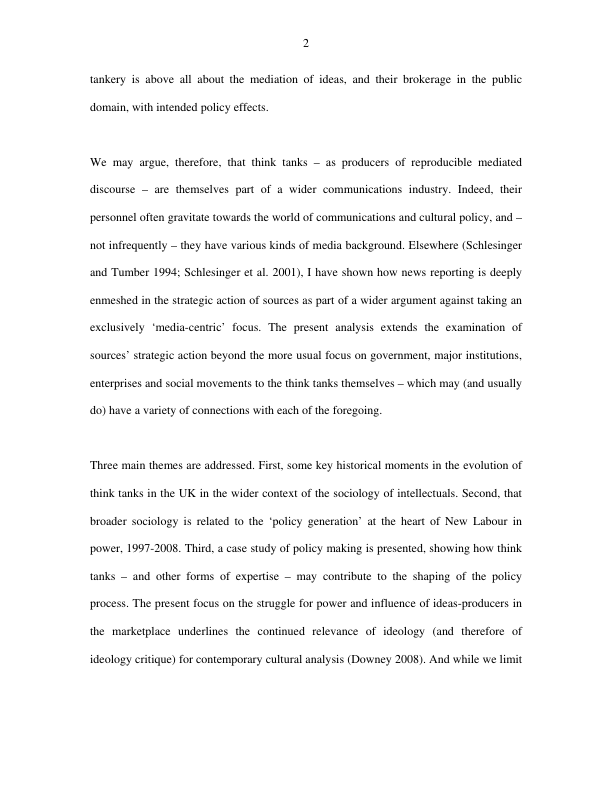 2
tankery is above all about the mediation of ideas, and their brokerage in the public
domain, with intended policy effects.
We may argue, therefore, that think tanks – as producers of reproducible mediated
discourse – are themselves part of a wider communications industry. Indeed, their
personnel often gravitate towards the world of communications and cultural policy, and –
not infrequently – they have various kinds of media background. Elsewhere (Schlesinger
and Tumber 1994; Schlesinger et al. 2001), I have shown how news reporting is deeply
enmeshed in the strategic action of sources as part of a wider argument against taking an
exclusively ‘media-centric’ focus. The present analysis extends the examination of
sources’ strategic action beyond the more usual focus on government, major institutions,
enterprises and social movements to the think tanks themselves – which may (and usually
do) have a variety of connections with each of the foregoing.
Three main themes are addressed. First, some key historical moments in the evolution of
think tanks in the UK in the wider context of the sociology of intellectuals. Second, that
broader sociology is related to the ‘policy generation’ at the heart of New Labour in
power, 1997-2008. Third, a case study of policy making is presented, showing how think
tanks – and other forms of expertise – may contribute to the shaping of the policy
process. The present focus on the struggle for power and influence of ideas-producers in
the marketplace underlines the continued relevance of ideology (and therefore of
ideology critique) for contemporary cultural analysis (Downey 2008). And while we limit